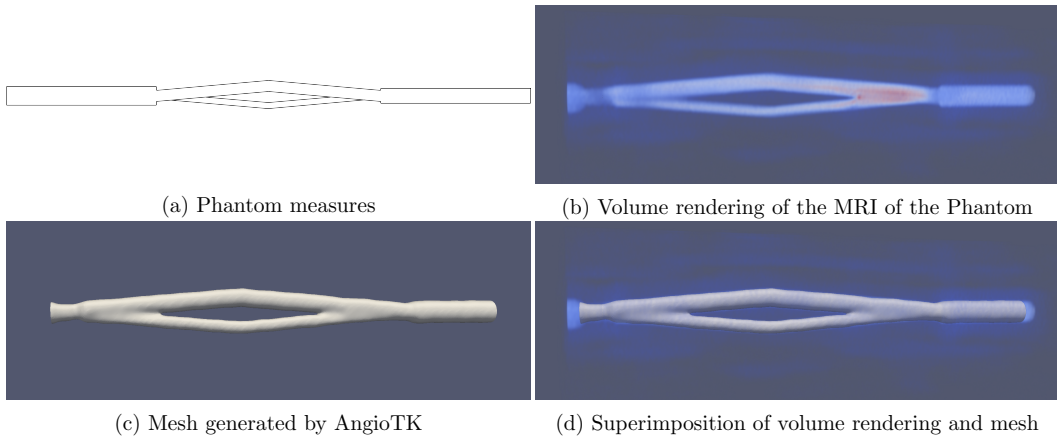 (a) Phantom measures
(b) Volume rendering of the MRI of the Phantom
(c) Mesh generated by AngioTK
(d) Superimposition of volume rendering and mesh